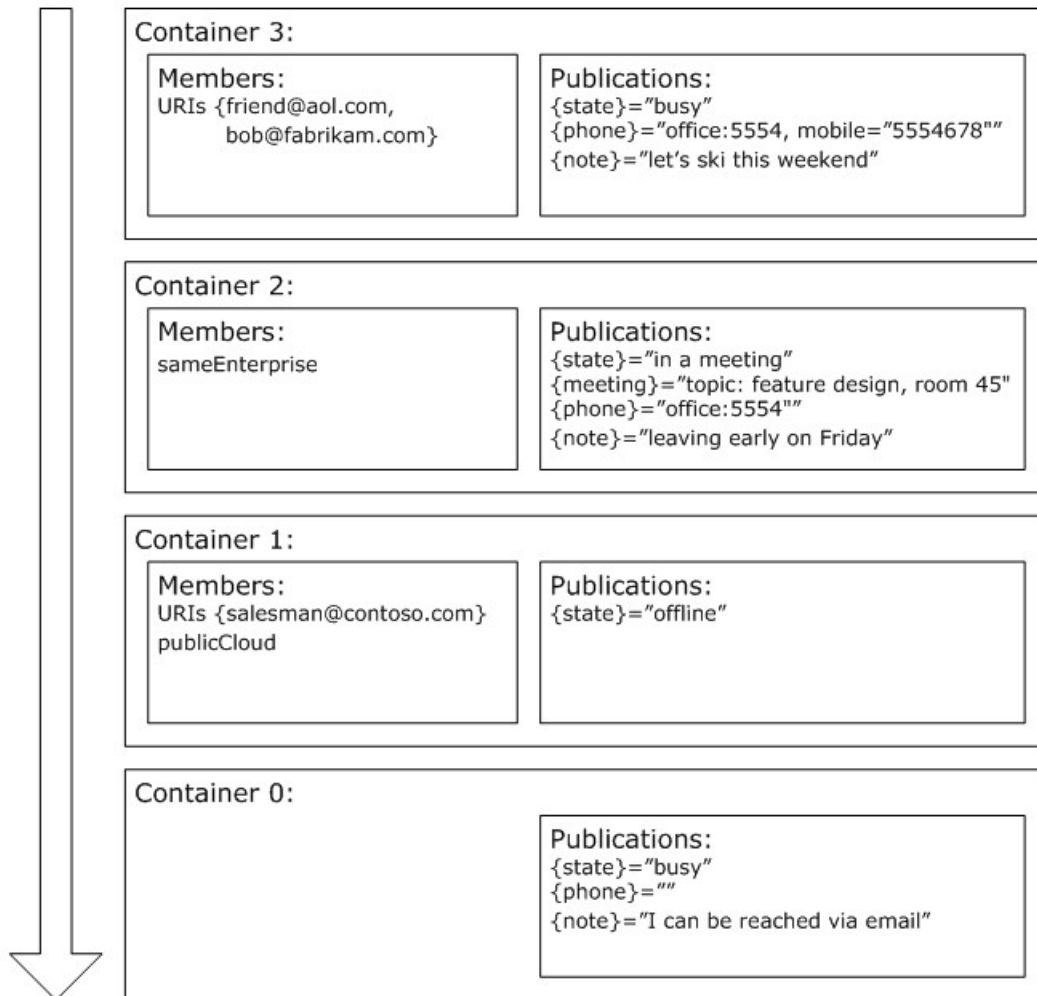 Container 3:
Members:
URIs {friend@aol.com,
bob@fabrikam.com}
Publications:
{state}=”busy”
{phone}=”office:5554, mobile=”5554678"”
{note}=”let’s ski this weekend”
Container 2:
Members:
sameEnterprise
Publications:
{state}=”in a meeting”
{meeting}=”topic: feature design, room 45"
{phone}=”office:5554"”
{note}=”leaving early on Friday”
Container 1:
Members:
URIs {salesman@contoso.com}
publicCloud
Publications:
{state}=”offline”
Container 0:
Publications:
{state}=”busy”
{phone}=””
{note}=”I can be reached via email”